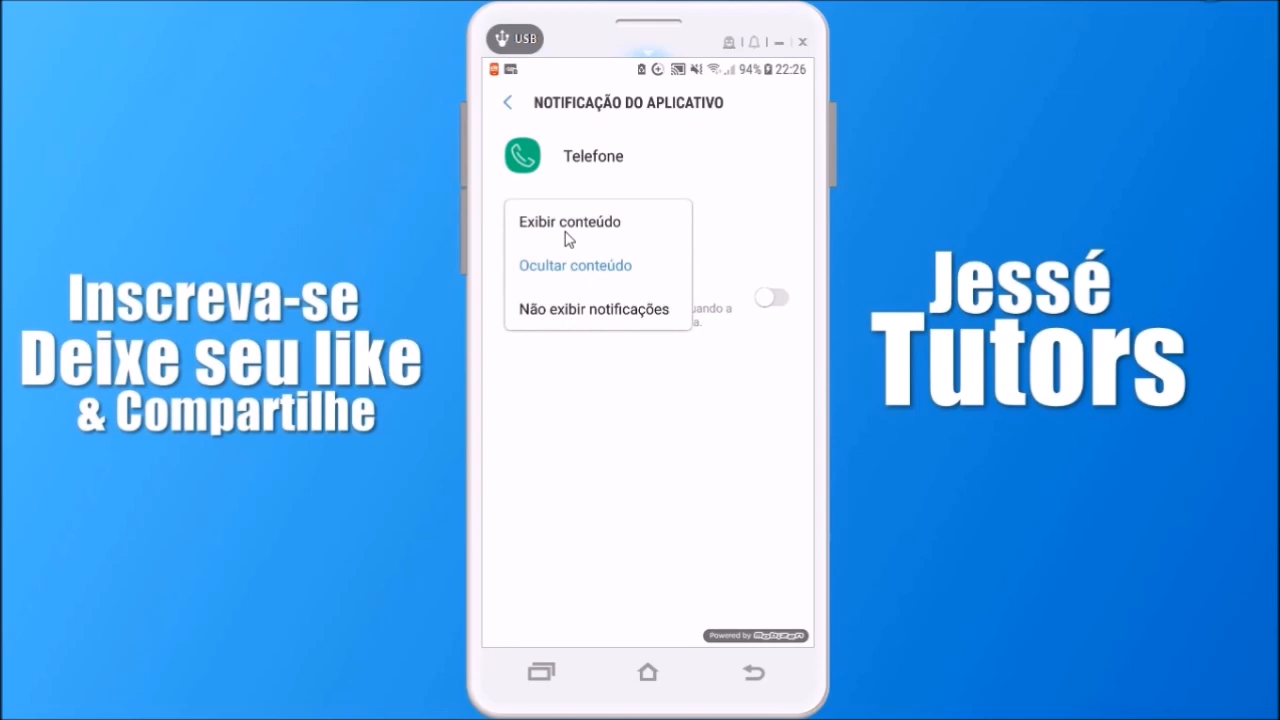 USB
94% 22:26
NOTIFICAÇÃO DO APLICATIVO
Telefone
Exibir conteúdo
Ocultar conteúdo
Não exibir notificações
uando a
a.
Powered by Mobizen
Inscreva-se
Deixe seu like
& Compartilhe
Jessé
Tutors